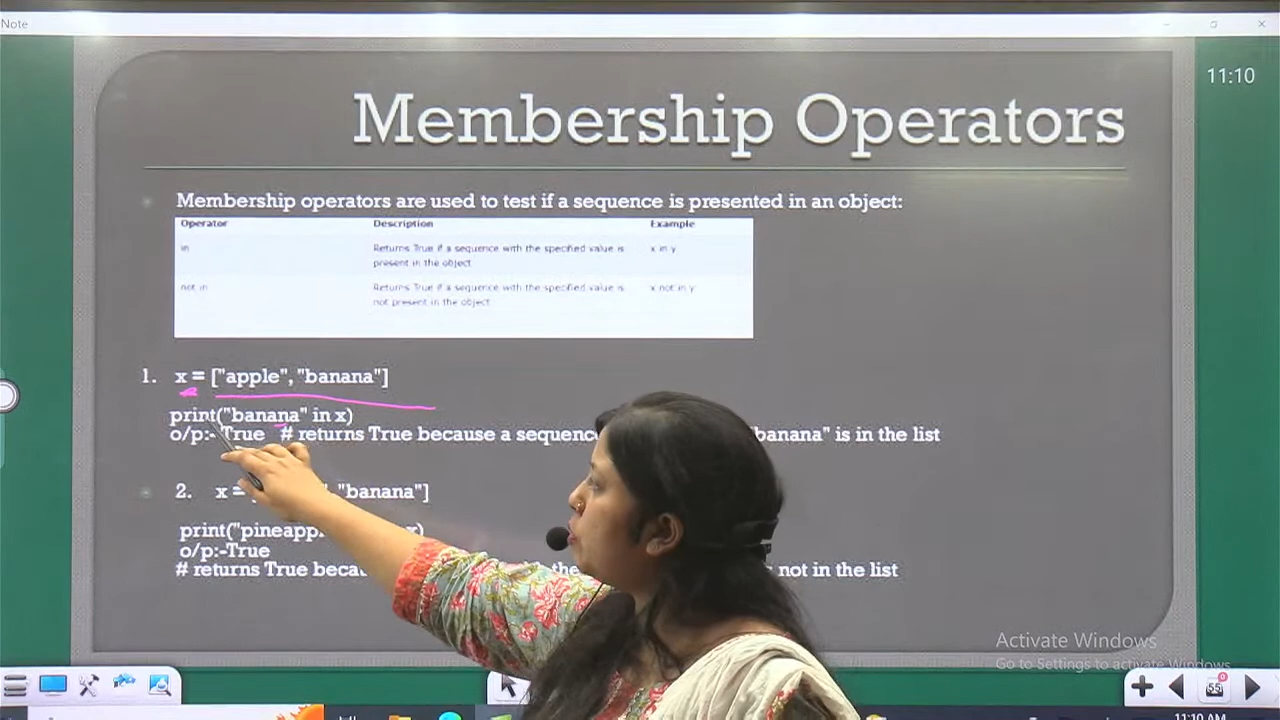 Note
11:10
Membership Operators
Membership operators are used to test if a sequence is presented in an object:
Operator Description Example
in Returns True if a sequence with the specified value is x in y
present in the object
not in Returns True if a sequence with the specified value is x not in y
not present in the object
1. x = ["apple", "banana"]
print("banana" in x)
o/p:- True # returns True because a "banana" is in the list
2. x = "banana"]
print(" x)
o/p:-True
# returns True the not in the list
Activate Windows
Go to Settings to activate Windows.
55
0
11:10 AM